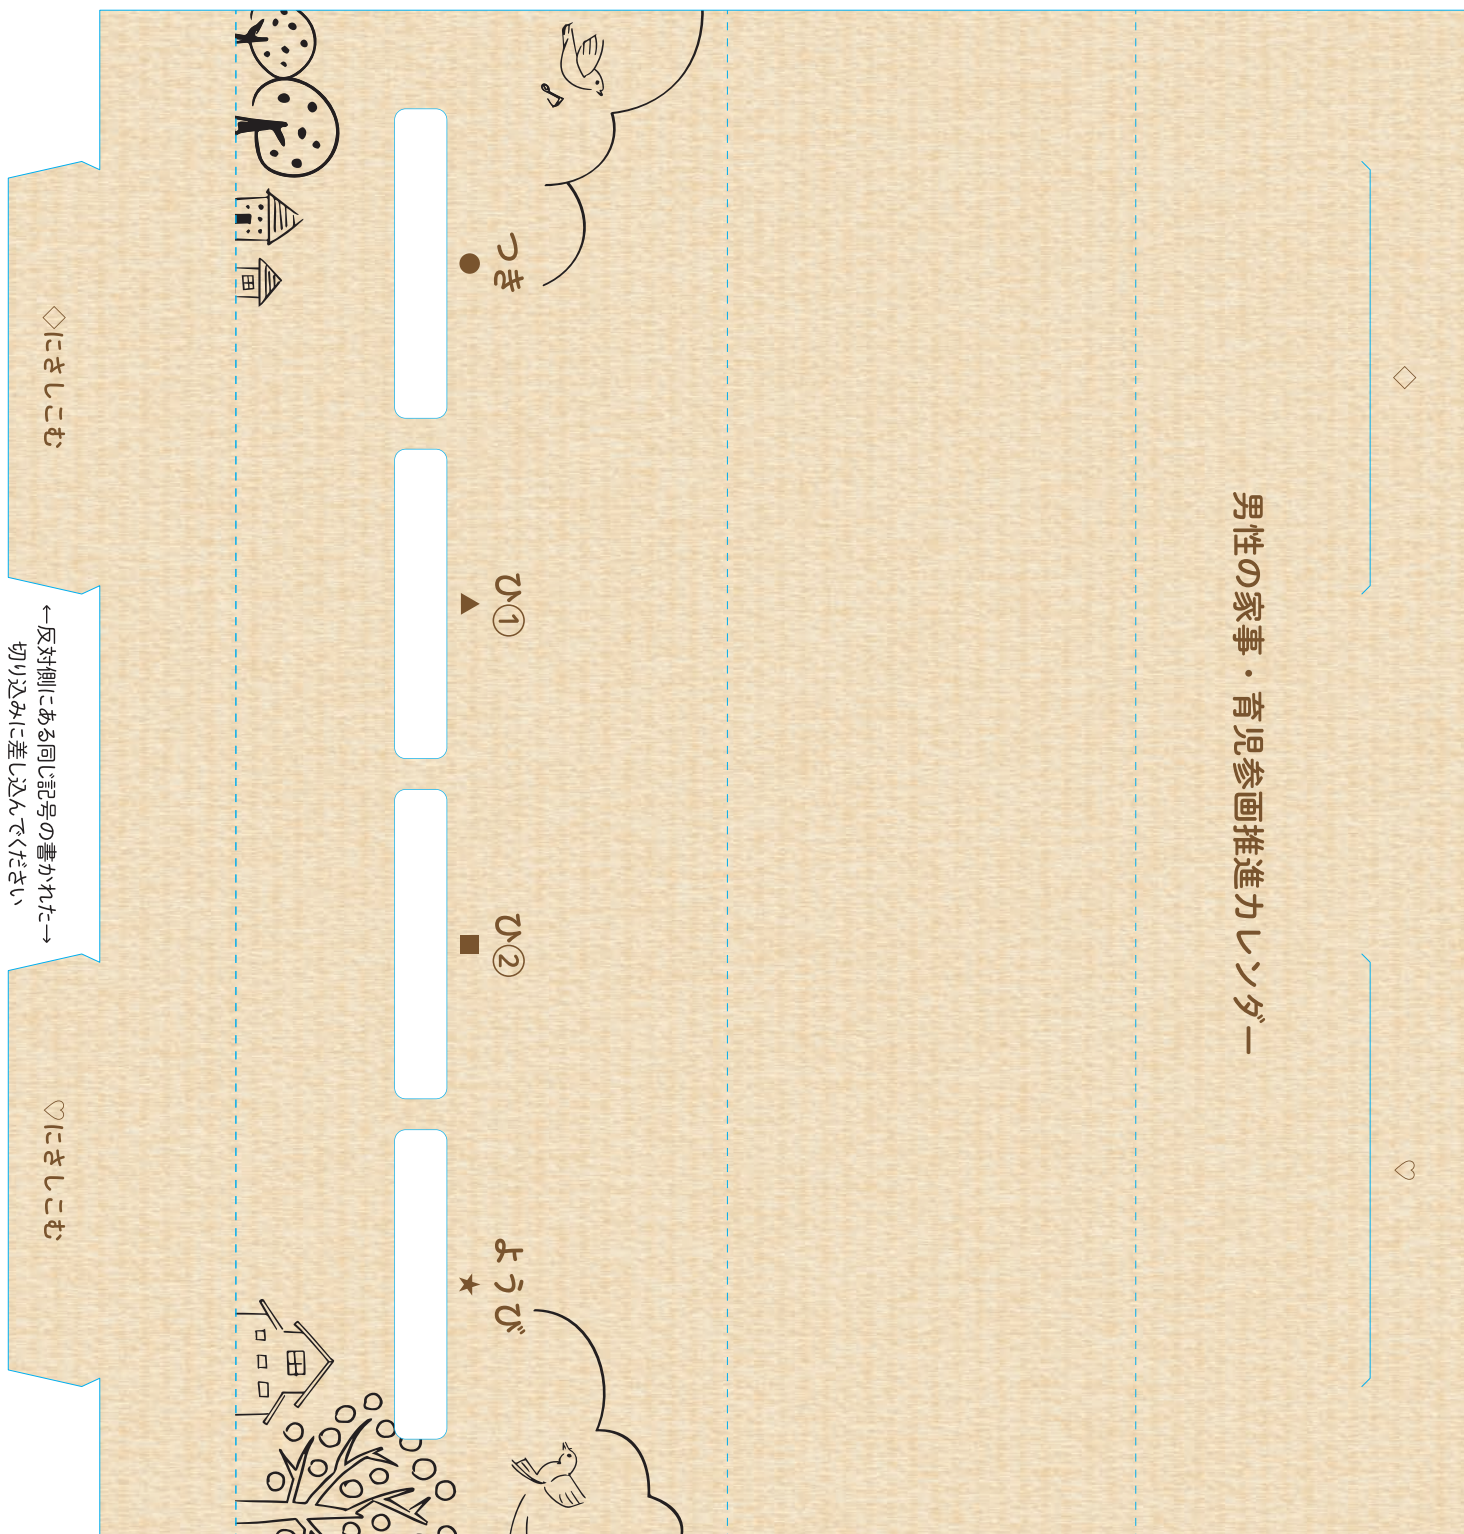 ◇
♡
男性の家事・育児参画推進カレンダー
つき
●
ひ①
▲
ひ②
■
ようび
★
◇にさしこむ
♡にさしこむ
←反対側にある同じ記号の書かれた→
切り込みに差し込んでください